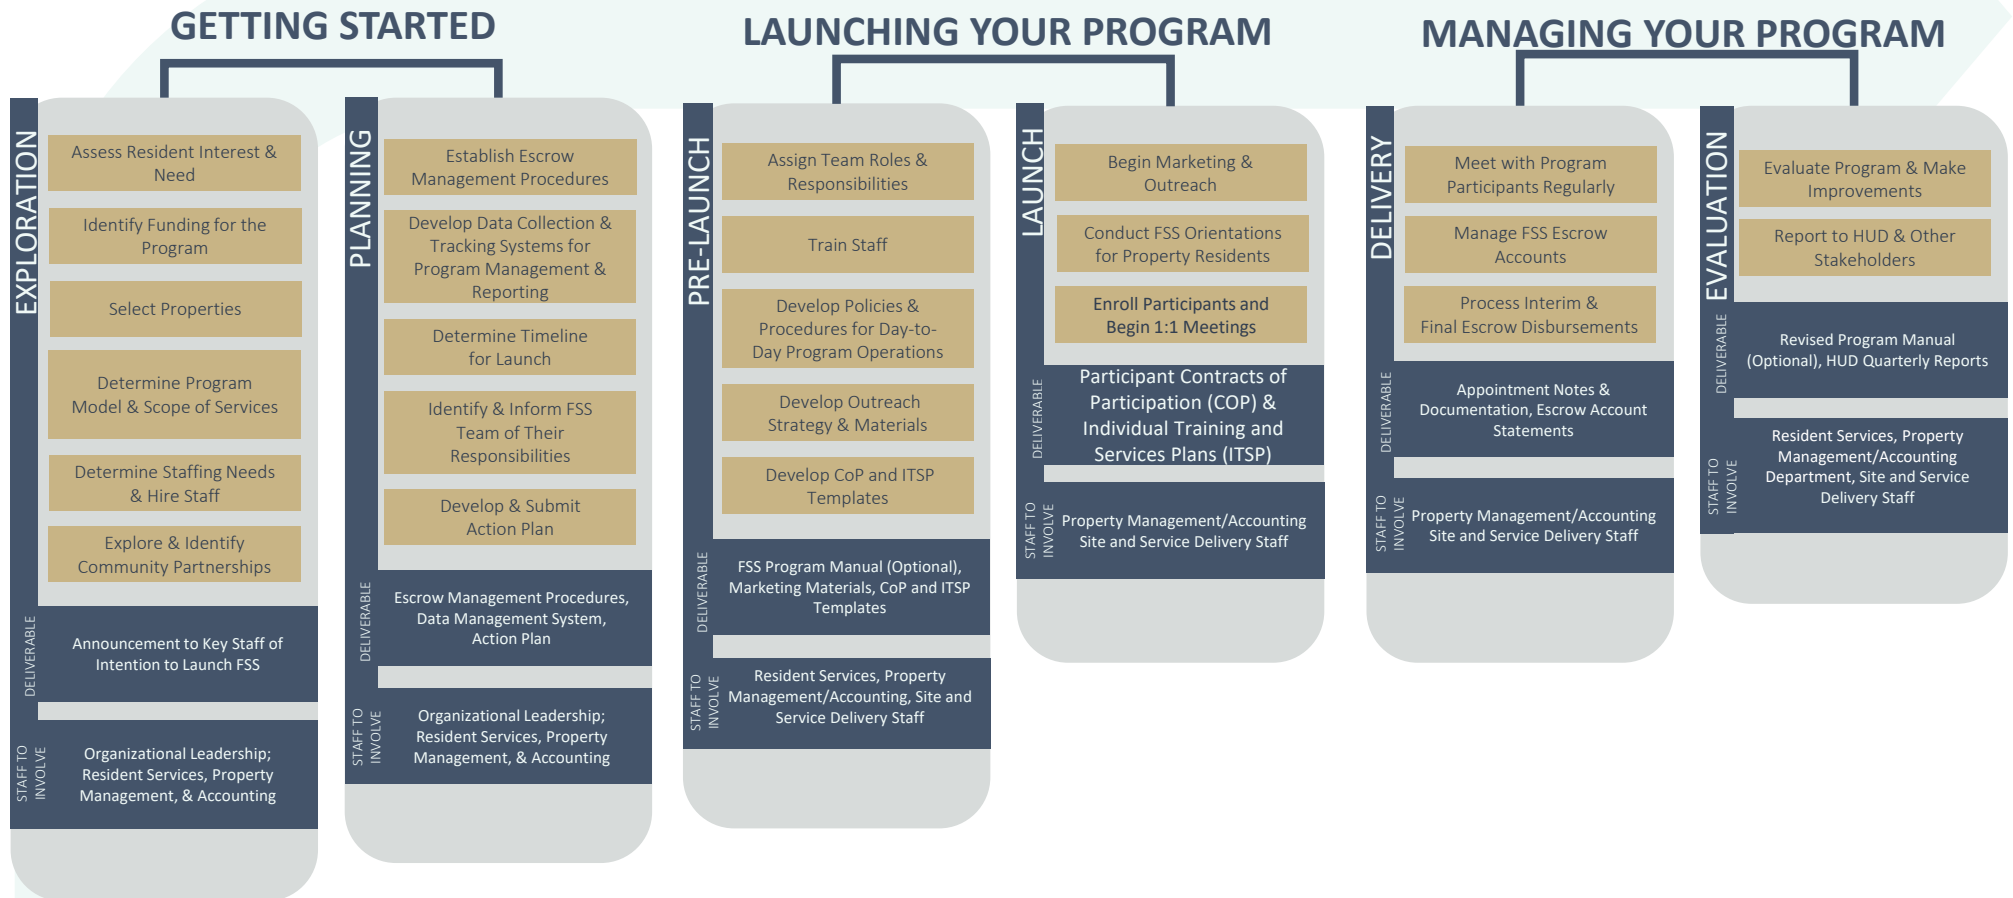 GETTING STARTED
EXPLORATION
Assess Resident Interest &
Need
Identify Funding for the
Program
Select Properties
Determine Program
Model & Scope of Services
Determine Staffing Needs
& Hire Staff
Explore & Identify
Community Partnerships
DELIVERABLE
Announcement to Key Staff of
Intention to Launch FSS
STAFF TO
INVOLVE
Organizational Leadership;
Resident Services, Property
Management, & Accounting
PLANNING
Establish Escrow
Management Procedures
Develop Data Collection &
Tracking Systems for
Program Management &
Reporting
Determine Timeline
for Launch
Identify & Inform FSS
Team of Their
Responsibilities
Develop & Submit
Action Plan
DELIVERABLE
Escrow Management Procedures,
Data Management System,
Action Plan
STAFF TO
INVOLVE
Organizational Leadership;
Resident Services, Property
Management, & Accounting
LAUNCHING YOUR PROGRAM
PRE-LAUNCH
Assign Team Roles &
Responsibilities
Train Staff
Develop Policies &
Procedures for Day-to-
Day Program Operations
Develop Outreach
Strategy & Materials
Develop CoP and ITSP
Templates
DELIVERABLE
FSS Program Manual (Optional),
Marketing Materials, CoP and ITSP
Templates
STAFF TO
INVOLVE
Resident Services, Property
Management/Accounting, Site and
Service Delivery Staff
LAUNCH
Begin Marketing &
Outreach
Conduct FSS Orientations
for Property Residents
Enroll Participants and
Begin 1:1 Meetings
DELIVERABLE
Participant Contracts of
Participation (COP) &
Individual Training and
Services Plans (ITSP)
STAFF TO
INVOLVE
Property Management/Accounting
Site and Service Delivery Staff
MANAGING YOUR PROGRAM
DELIVERY
Meet with Program
Participants Regularly
Manage FSS Escrow
Accounts
Process Interim &
Final Escrow Disbursements
DELIVERABLE
Appointment Notes &
Documentation, Escrow Account
Statements
STAFF TO
INVOLVE
Property Management/Accounting
Site and Service Delivery Staff
EVALUATION
Evaluate Program & Make
Improvements
Report to HUD & Other
Stakeholders
DELIVERABLE
Revised Program Manual
(Optional), HUD Quarterly Reports
STAFF TO
INVOLVE
Resident Services, Property
Management/Accounting
Department, Site and Service
Delivery Staff